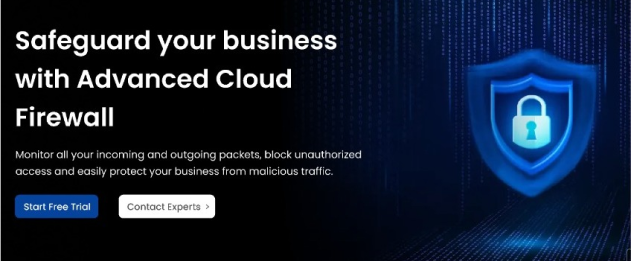 Safeguard your business
with Advanced Cloud
Firewall
Monitor all your incoming and outgoing packets, block unauthorized
access and easily protect your business from malicious traffic.
Start Free Trial
Contact Experts >